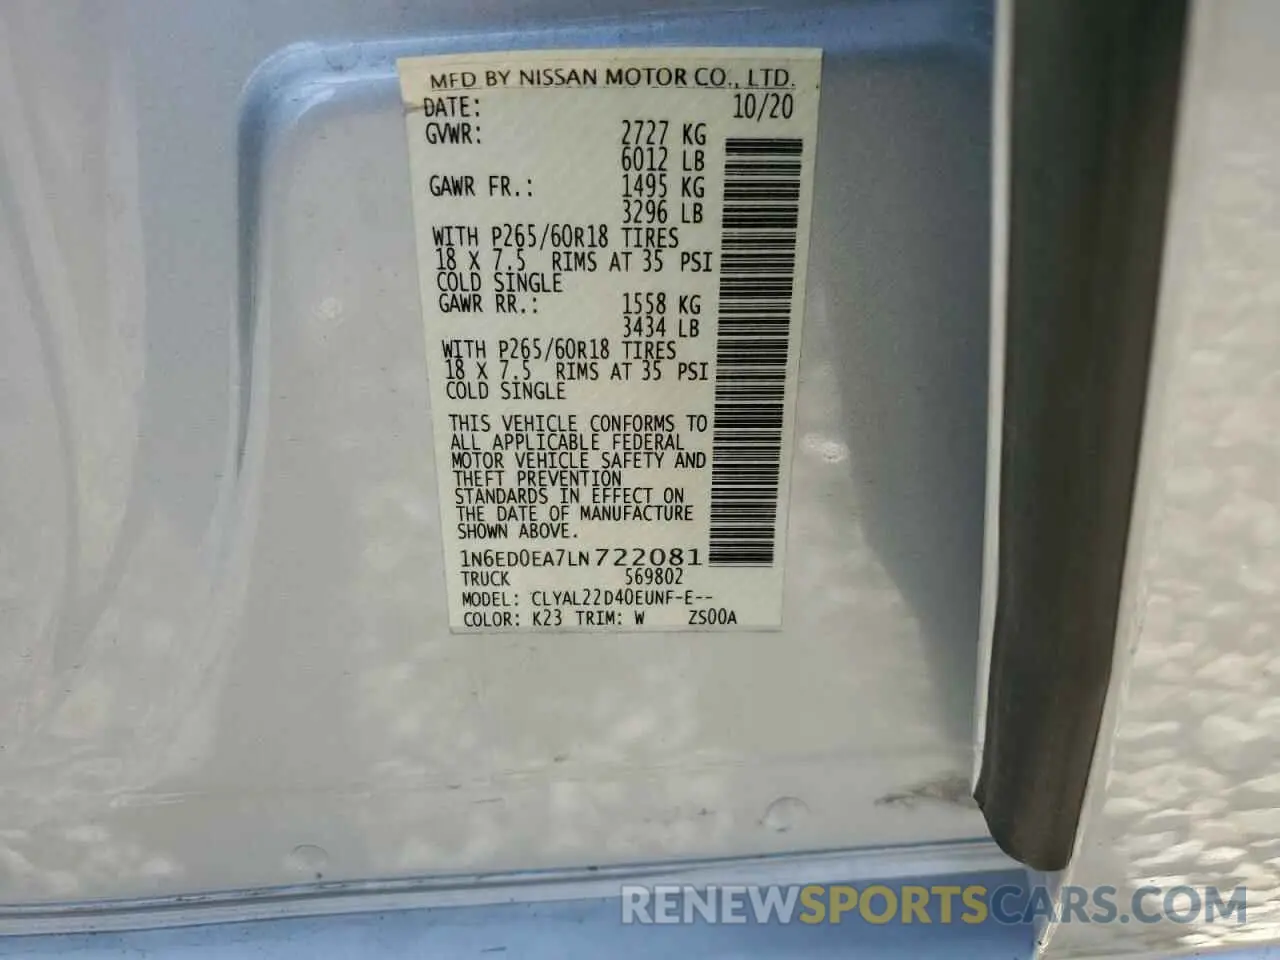 MFD BY NISSAN MOTOR CO., LTD.
DATE: 10/20
GVWR: 2727 KG
6012 LB
GAWR FR.: 1495 KG
3296 LB
WITH P265/60R18 TIRES
18 X 7.5 RIMS AT 35 PSI
COLD SINGLE
GAWR RR.: 1558 KG
3434 LB
WITH P265/60R18 TIRES
18 X 7.5 RIMS AT 35 PSI
COLD SINGLE
THIS VEHICLE CONFORMS TO
ALL APPLICABLE FEDERAL
MOTOR VEHICLE SAFETY AND
THEFT PREVENTION
STANDARDS IN EFFECT ON
THE DATE OF MANUFACTURE
SHOWN ABOVE.
1N6ED0EA7LN722081
TRUCK 569802
MODEL: CLYAL22D40EUNF-E--
COLOR: K23 TRIM: W ZS00A
RENEWSPORTSCARS.COM